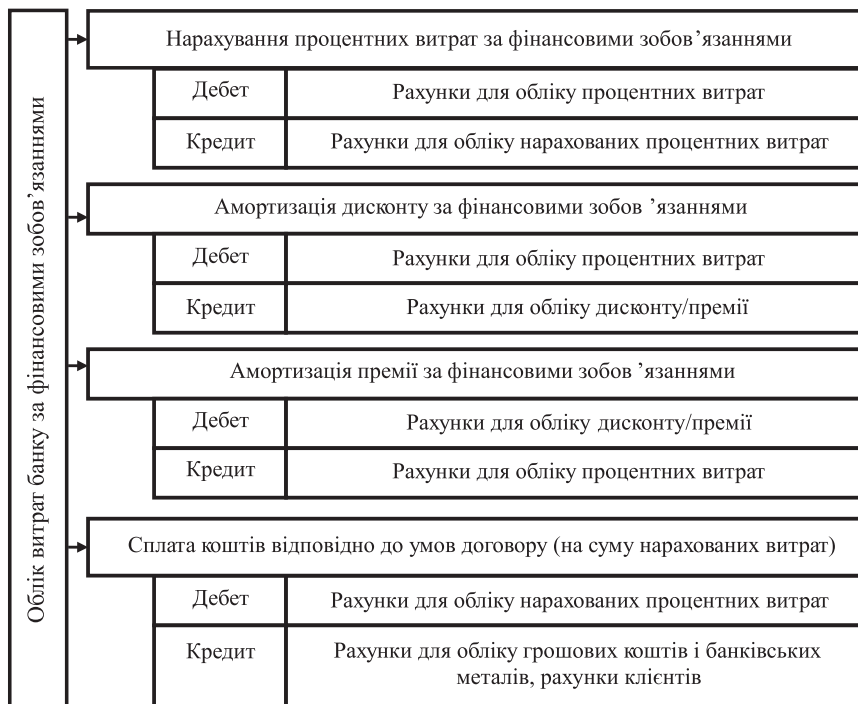 Облік витрат банку за фінансовими зобов’язаннями
Нарахування процентних витрат за фінансовими зобов’язаннями
Дебет
Рахунки для обліку процентних витрат
Кредит
Рахунки для обліку нарахованих процентних витрат
Амортизація дисконту за фінансовими зобов ’язаннями
Дебет
Рахунки для обліку процентних витрат
Кредит
Рахунки для обліку дисконту/премії
Амортизація премії за фінансовими зобов ’язаннями
Дебет
Рахунки для обліку дисконту/премії
Кредит
Рахунки для обліку процентних витрат
Сплата коштів відповідно до умов договору (на суму нарахованих витрат)
Дебет
Рахунки для обліку нарахованих процентних витрат
Кредит
Рахунки для обліку грошових коштів і банківських
металів, рахунки клієнтів